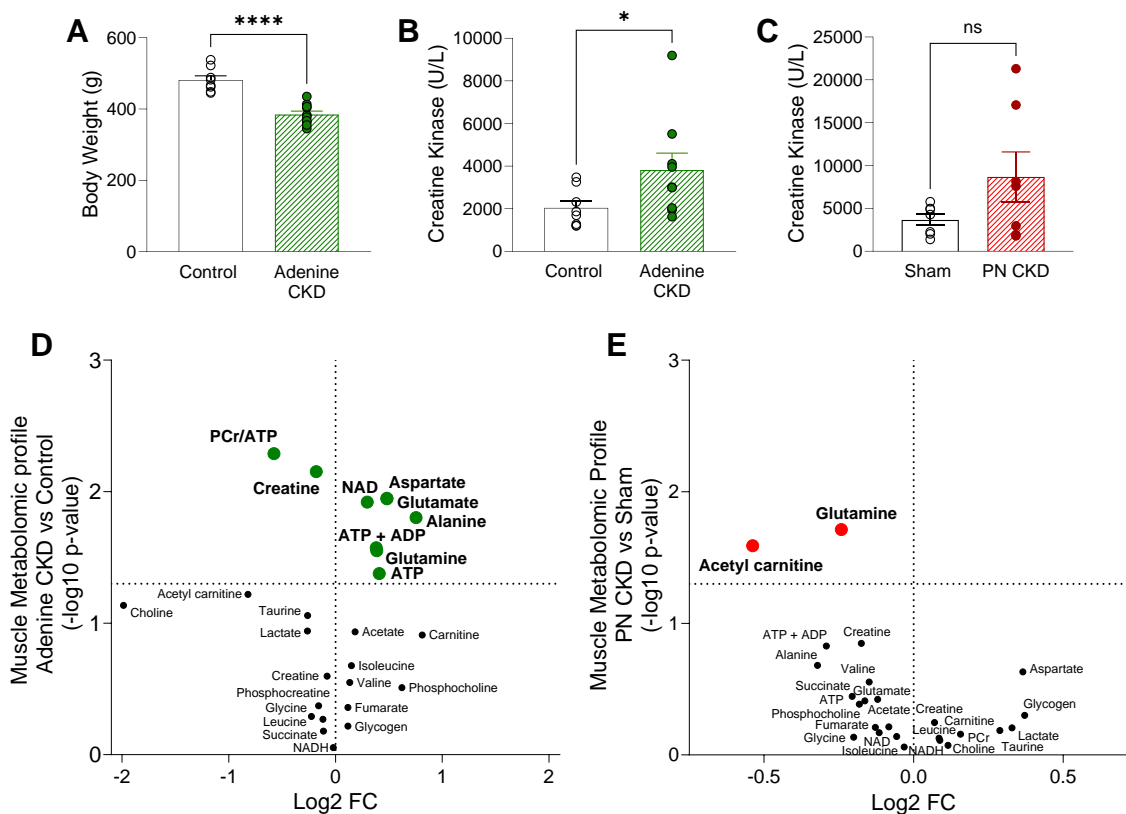 A
Body Weight (g)
600
400
200
0
****
Control
Adenine
CKD
B
Creatine Kinase (U/L)
10000
8000
6000
4000
2000
0
*
Control
Adenine
CKD
C
Creatine Kinase (U/L)
25000
20000
15000
10000
5000
0
ns
Sham
PN CKD
D
Muscle Metabolomic profile
Adenine CKD vs Control
(-log10 p-value)
3
2
1
0
PCr/ATP
Creatine
NAD
Aspartate
Glutamate
Alanine
ATP + ADP
Glutamine
ATP
Acetyl carnitine
Choline
Taurine
Lactate
Acetate
Carnitine
Isoleucine
Creatine
Valine
Phosphocholine
Phosphocreatine
Glycine
Fumarate
Leucine
Glycogen
Succinate
NADH
-2
-1
0
1
2
Log2 FC
E
Muscle Metabolomic Profile
PN CKD vs Sham
(-log10 p-value)
3
2
1
0
Glutamine
Acetyl carnitine
ATP + ADP
Creatine
Alanine
Valine
Aspartate
Succinate
Glutamate
ATP
Glycogen
Phosphocholine
Acetate
Creatine
Fumarate
Carnitine
Leucine
PCr
Lactate
Glycine
NAD
Taurine
Isoleucine
NADH
Choline
-0.5
0.0
0.5
Log2 FC